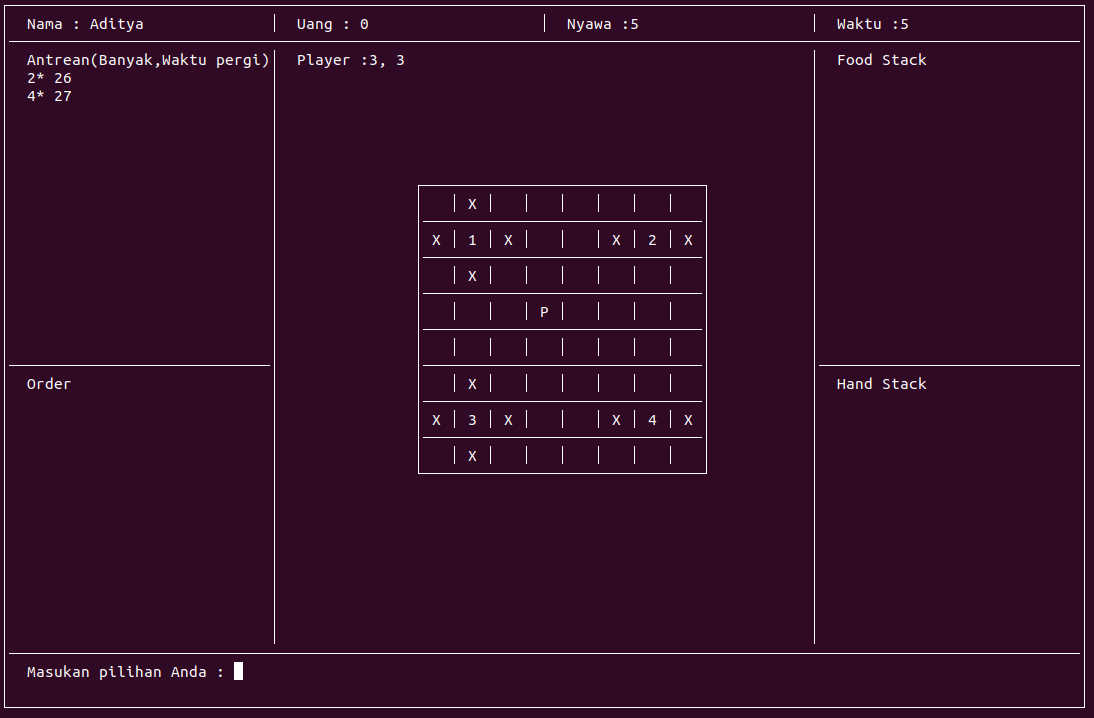 Nama : Aditya Uang : 0 Nyawa :5 Waktu :5
Antrean(Banyak,Waktu pergi) Player :3, 3 Food Stack
2* 26
4* 27
X
X 1 X X 2 X
X
P
Order Hand Stack
X
X 3 X X 4 X
X
Masukan pilihan Anda :